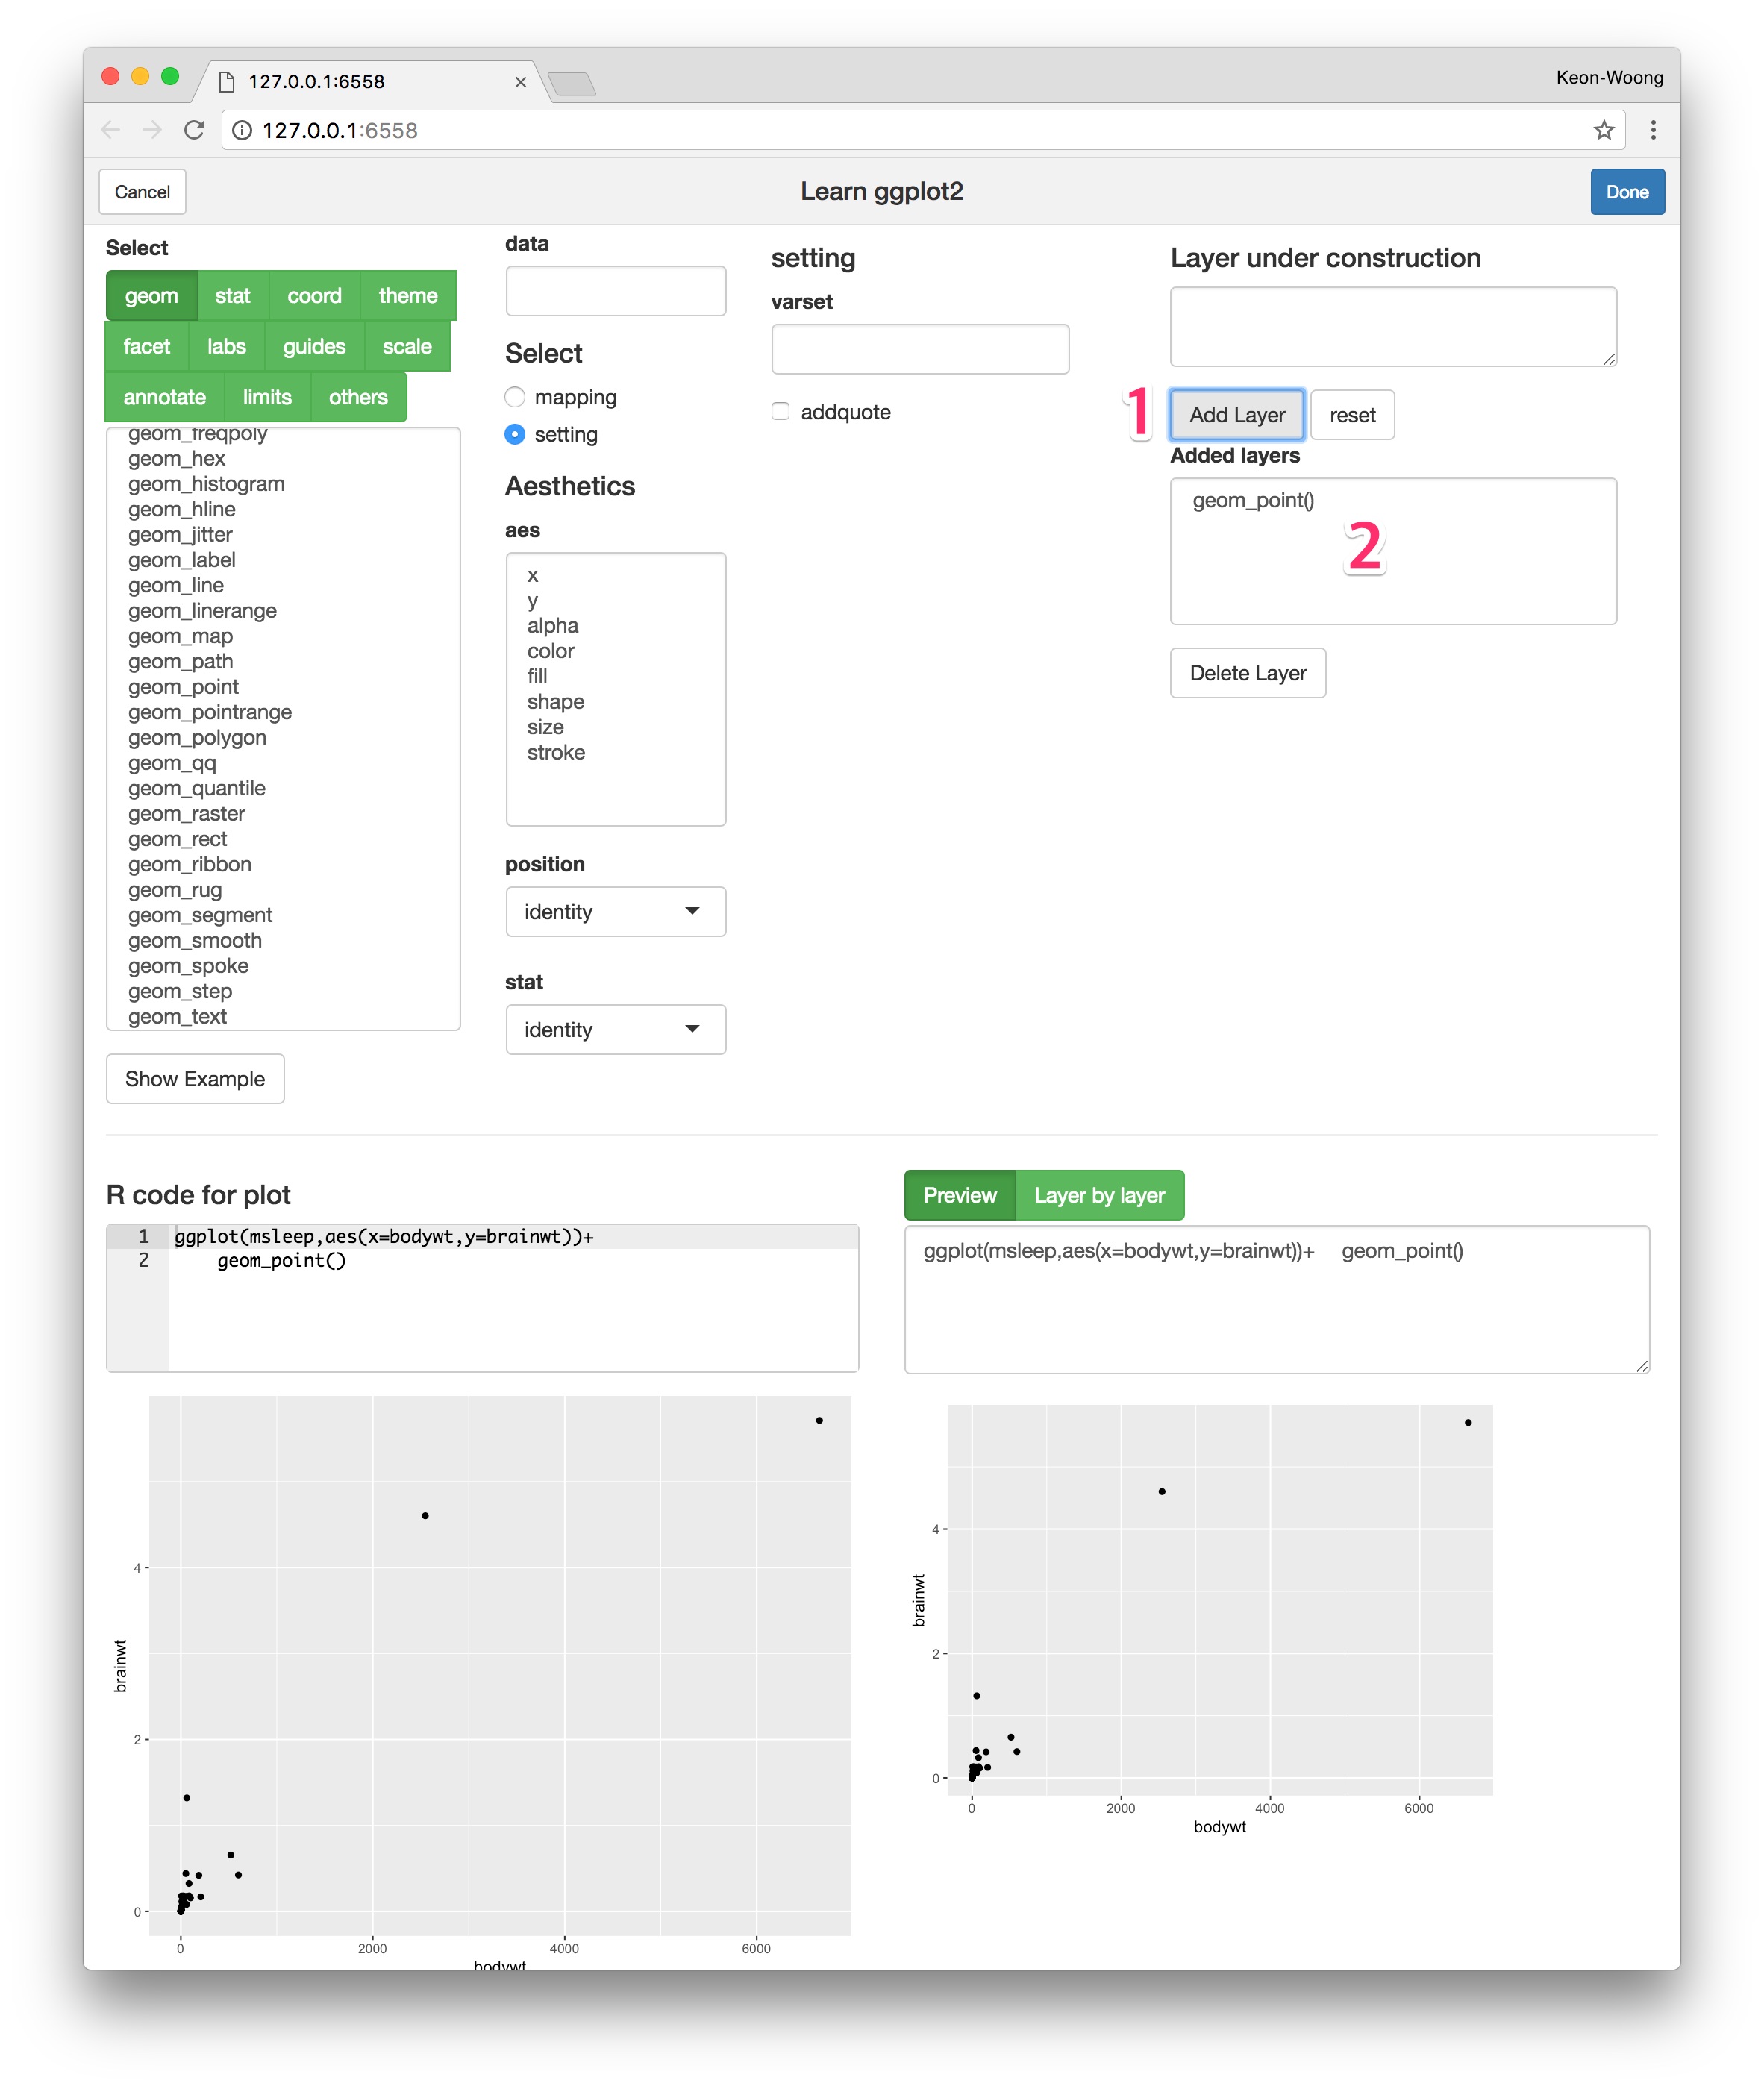 127.0.0.1:6558
Keon-Woong
127.0.0.1:6558
Cancel
Learn ggplot2
Done
Select
geom stat coord theme
facet labs guides scale
annotate limits others
geom_freqpoly
geom_hex
geom_histogram
geom_hline
geom_jitter
geom_label
geom_line
geom_linerange
geom_map
geom_path
geom_point
geom_pointrange
geom_polygon
geom_qq
geom_quantile
geom_raster
geom_rect
geom_ribbon
geom_rug
geom_segment
geom_smooth
geom_spoke
geom_step
geom_text
Show Example
data
Select
mapping
setting
Aesthetics
aes
x
y
alpha
color
fill
shape
size
stroke
position
identity
stat
identity
setting
varset
addquote
Layer under construction
1
Add Layer reset
Added layers
geom_point()
2
Delete Layer
R code for plot
1 ggplot(msleep,aes(x=bodywt,y=brainwt))+
2 geom_point()
Preview Layer by layer
ggplot(msleep,aes(x=bodywt,y=brainwt))+ geom_point()
4
2
0
brainwt
0 2000 4000 6000
bodywt
4
2
0
brainwt
0 2000 4000 6000
bodywt